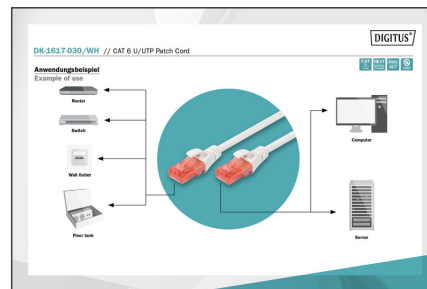 DIGITUS®
DK-1617-030/WH // CAT 6 U/UTP Patch Cord
Anwendungsbeispiel
Example of use
Router
Switch
Wall Outlet
Floor tank
Computer
Server